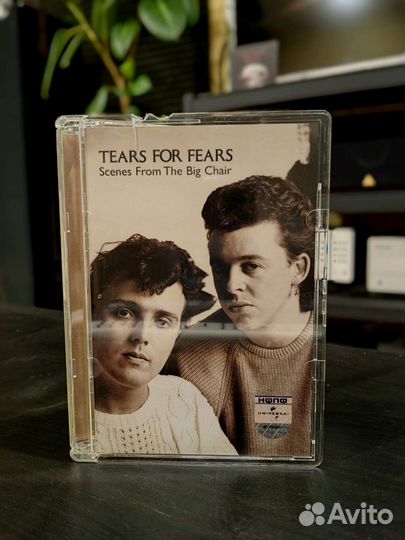 TEARS FOR FEARS
Scenes From The Big Chair
UNIVERSAL
Avito